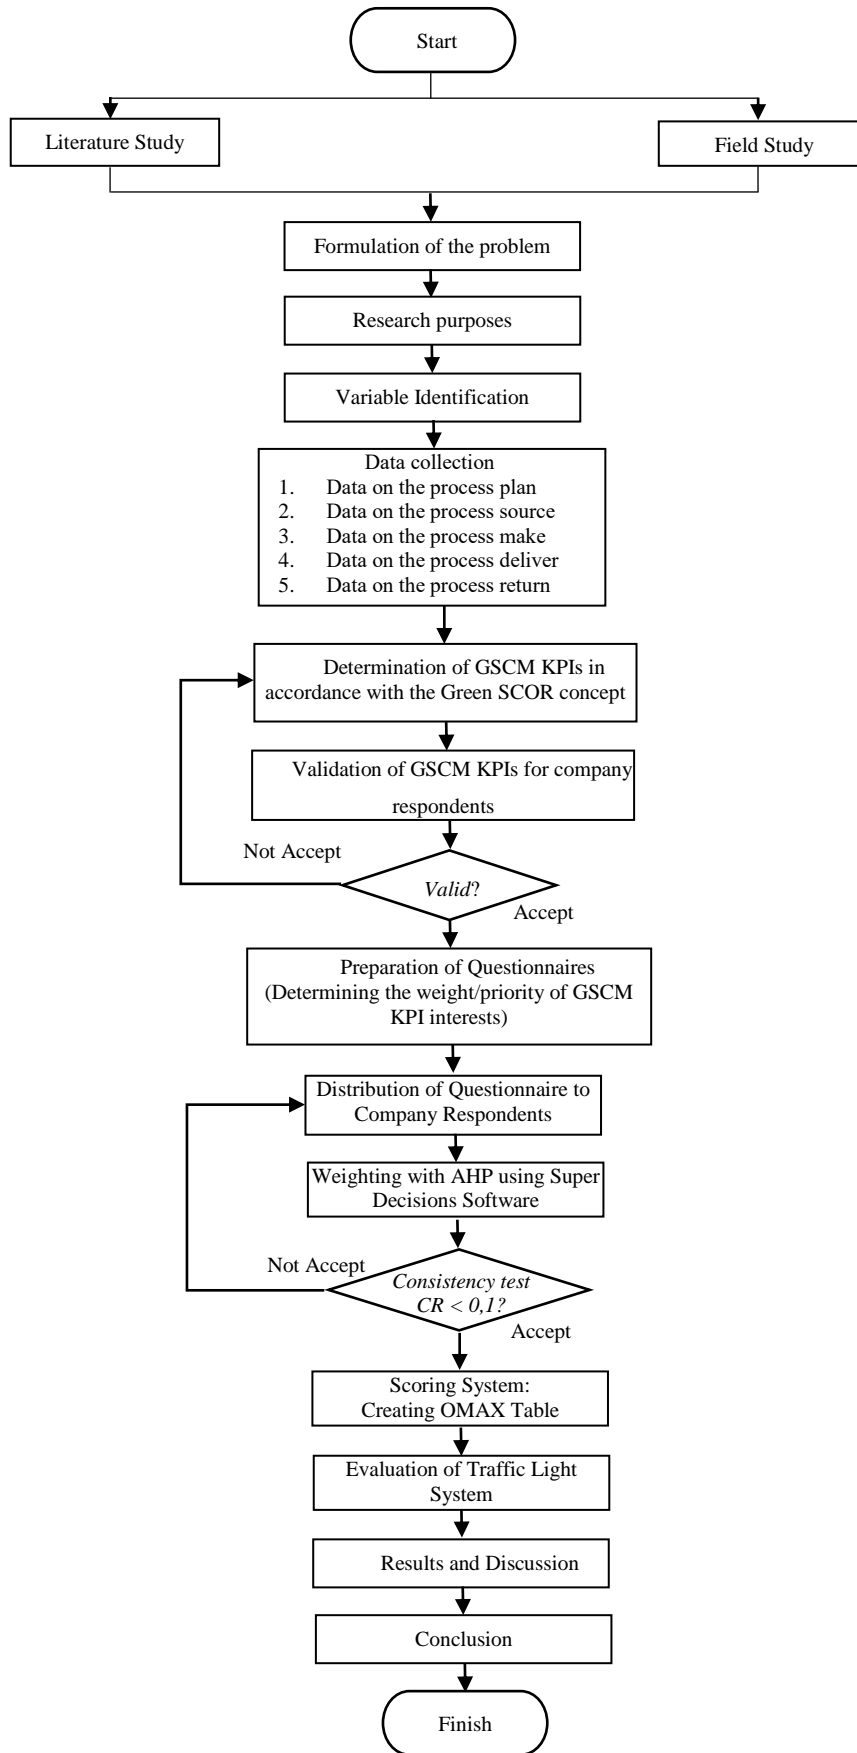 Start
Literature Study
Field Study
Formulation of the problem
Research purposes
Variable Identification
Data collection
1. Data on the process plan
2. Data on the process source
3. Data on the process make
4. Data on the process deliver
5. Data on the process return
Determination of GSCM KPIs in
accordance with the Green SCOR concept
Validation of GSCM KPIs for company
respondents
Not Accept
Valid?
Accept
Preparation of Questionnaires
(Determining the weight/priority of GSCM
KPI interests)
Distribution of Questionnaire to
Company Respondents
Weighting with AHP using Super
Decisions Software
Not Accept
Consistency test
CR < 0,1?
Accept
Scoring System:
Creating OMAX Table
Evaluation of Traffic Light
System
Results and Discussion
Conclusion
Finish